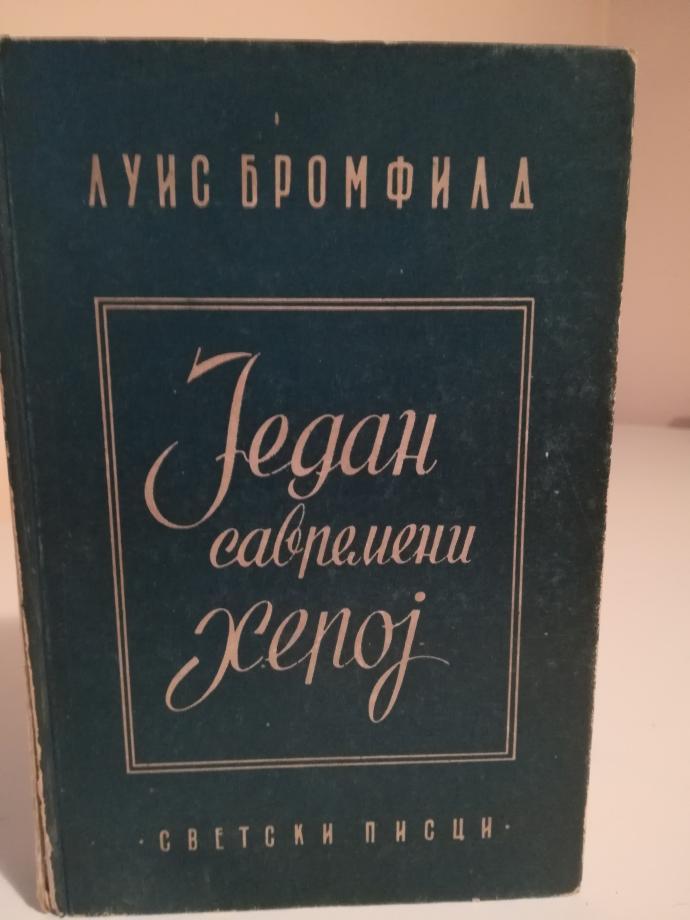 ЛУИС БРОМФИЛД
Један
савремени
херој
· СВЕТСКИ ПИСЦИ ·